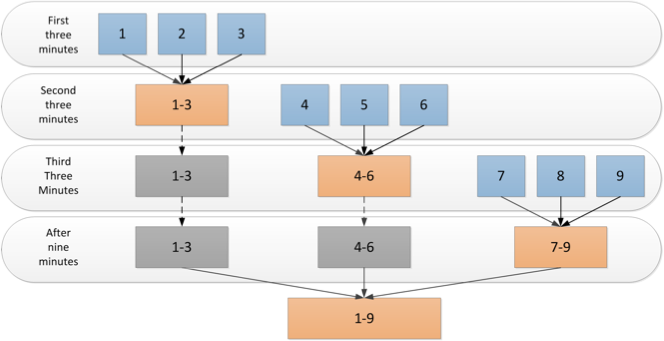 First
three
minutes
1 2 3
Second
three
minutes
1-3 4 5 6
Third
Three
Minutes
1-3 4-6 7 8 9
After
nine
minutes
1-3 4-6 7-9
1-9